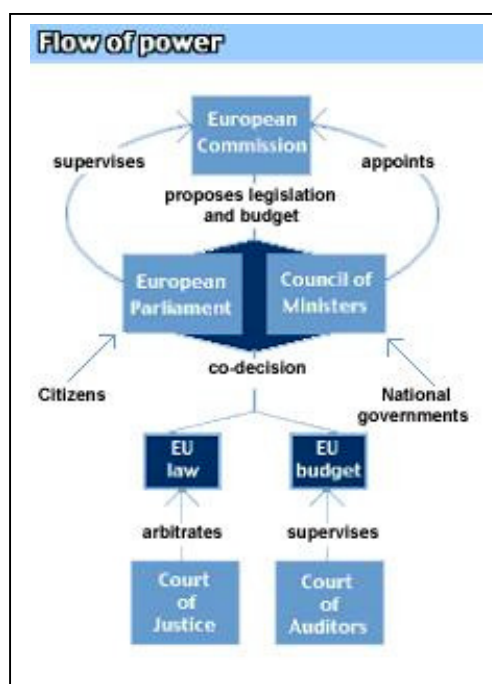 Flow of power
European
Commission
supervises
appoints
proposes legislation
and budget
European
Parliament
Council of
Ministers
co-decision
Citizens
National
governments
EU
law
EU
budget
arbitrates
supervises
Court
of
Justice
Court
of
Auditors